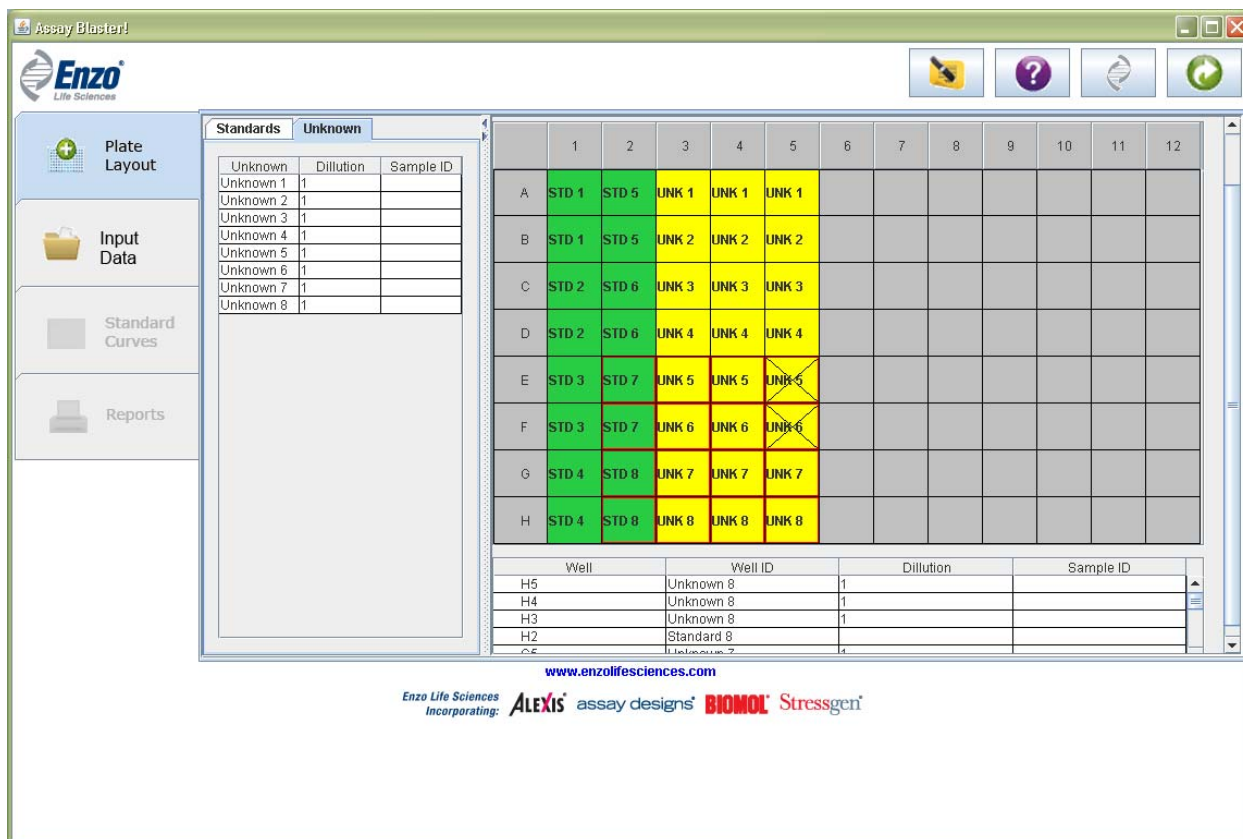 Assay Blaster!
Enzo
Life Sciences
Plate
Layout
Input
Data
Standard
Curves
Reports
Standards Unknown
Unknown Dillution Sample ID
Unknown 1 1
Unknown 2 1
Unknown 3 1
Unknown 4 1
Unknown 5 1
Unknown 6 1
Unknown 7 1
Unknown 8 1
1 2 3 4 5 6 7 8 9 10 11 12
A STD 1 STD 5 UNK 1 UNK 1 UNK 1
B STD 1 STD 5 UNK 2 UNK 2 UNK 2
C STD 2 STD 6 UNK 3 UNK 3 UNK 3
D STD 2 STD 6 UNK 4 UNK 4 UNK 4
E STD 3 STD 7 UNK 5 UNK 5 UNK 5
F STD 3 STD 7 UNK 6 UNK 6 UNK 6
G STD 4 STD 8 UNK 7 UNK 7 UNK 7
H STD 4 STD 8 UNK 8 UNK 8 UNK 8
Well Well ID Dillution Sample ID
H5 Unknown 8 1
H4 Unknown 8 1
H3 Unknown 8 1
H2 Standard 8
www.enzolifesciences.com
Enzo Life Sciences
Incorporating: ALEXIS assay designs BIOMOL Stressgen